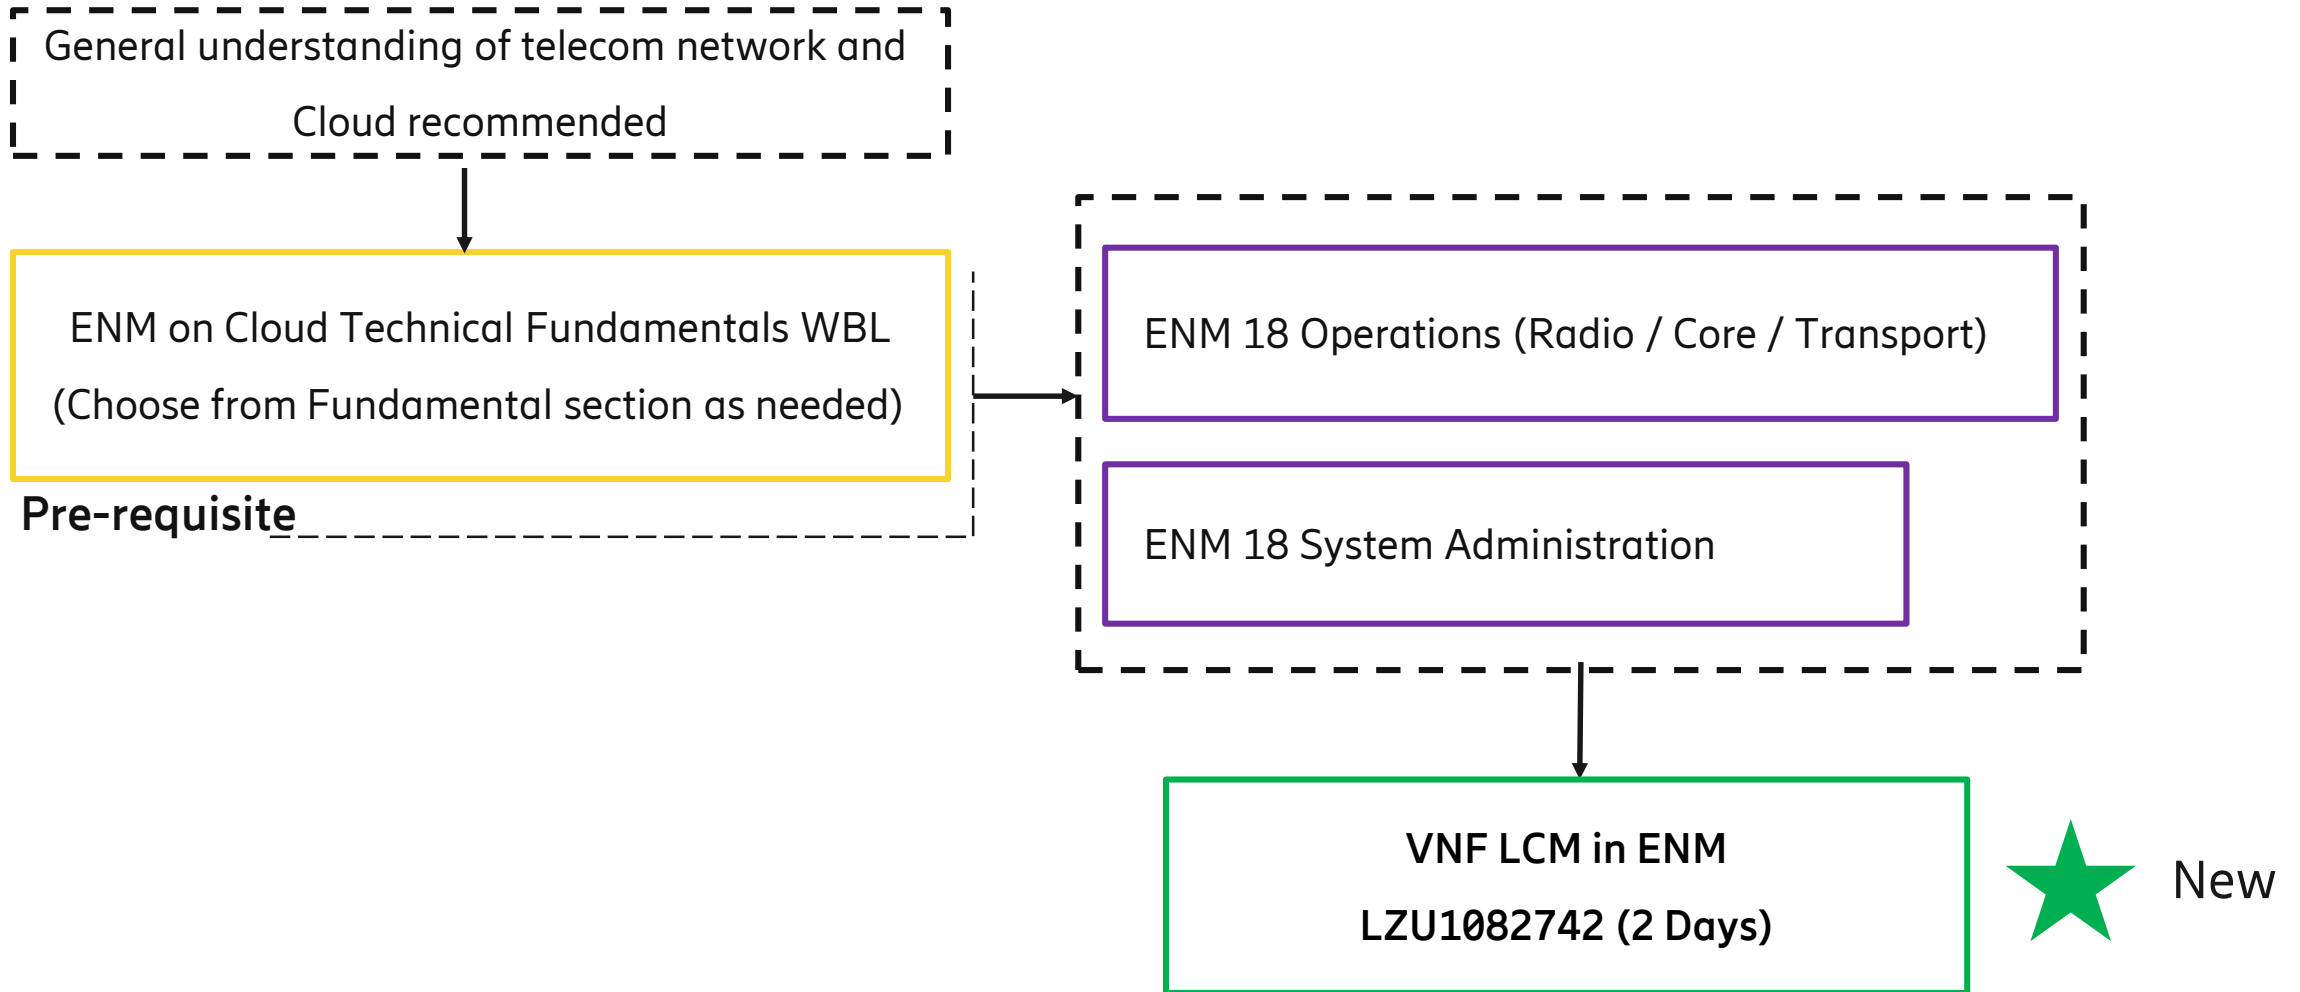 General understanding of telecom network and
Cloud recommended
ENM on Cloud Technical Fundamentals WBL
(Choose from Fundamental section as needed)
Pre-requisite
ENM 18 Operations (Radio / Core / Transport)
ENM 18 System Administration
VNF LCM in ENM
LZU1082742 (2 Days)
New